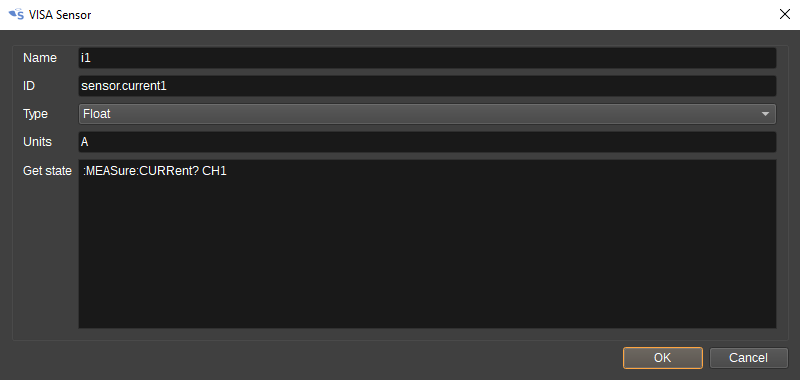 VISA Sensor
Name i1
ID sensor.current1
Type Float
Units A
Get state :MEASure:CURRent? CH1
OK Cancel